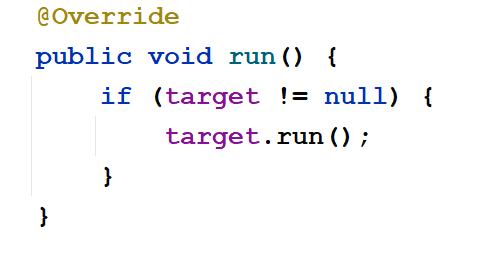 @Override
public void run() {
    if (target != null) {
        target.run();
    }
}